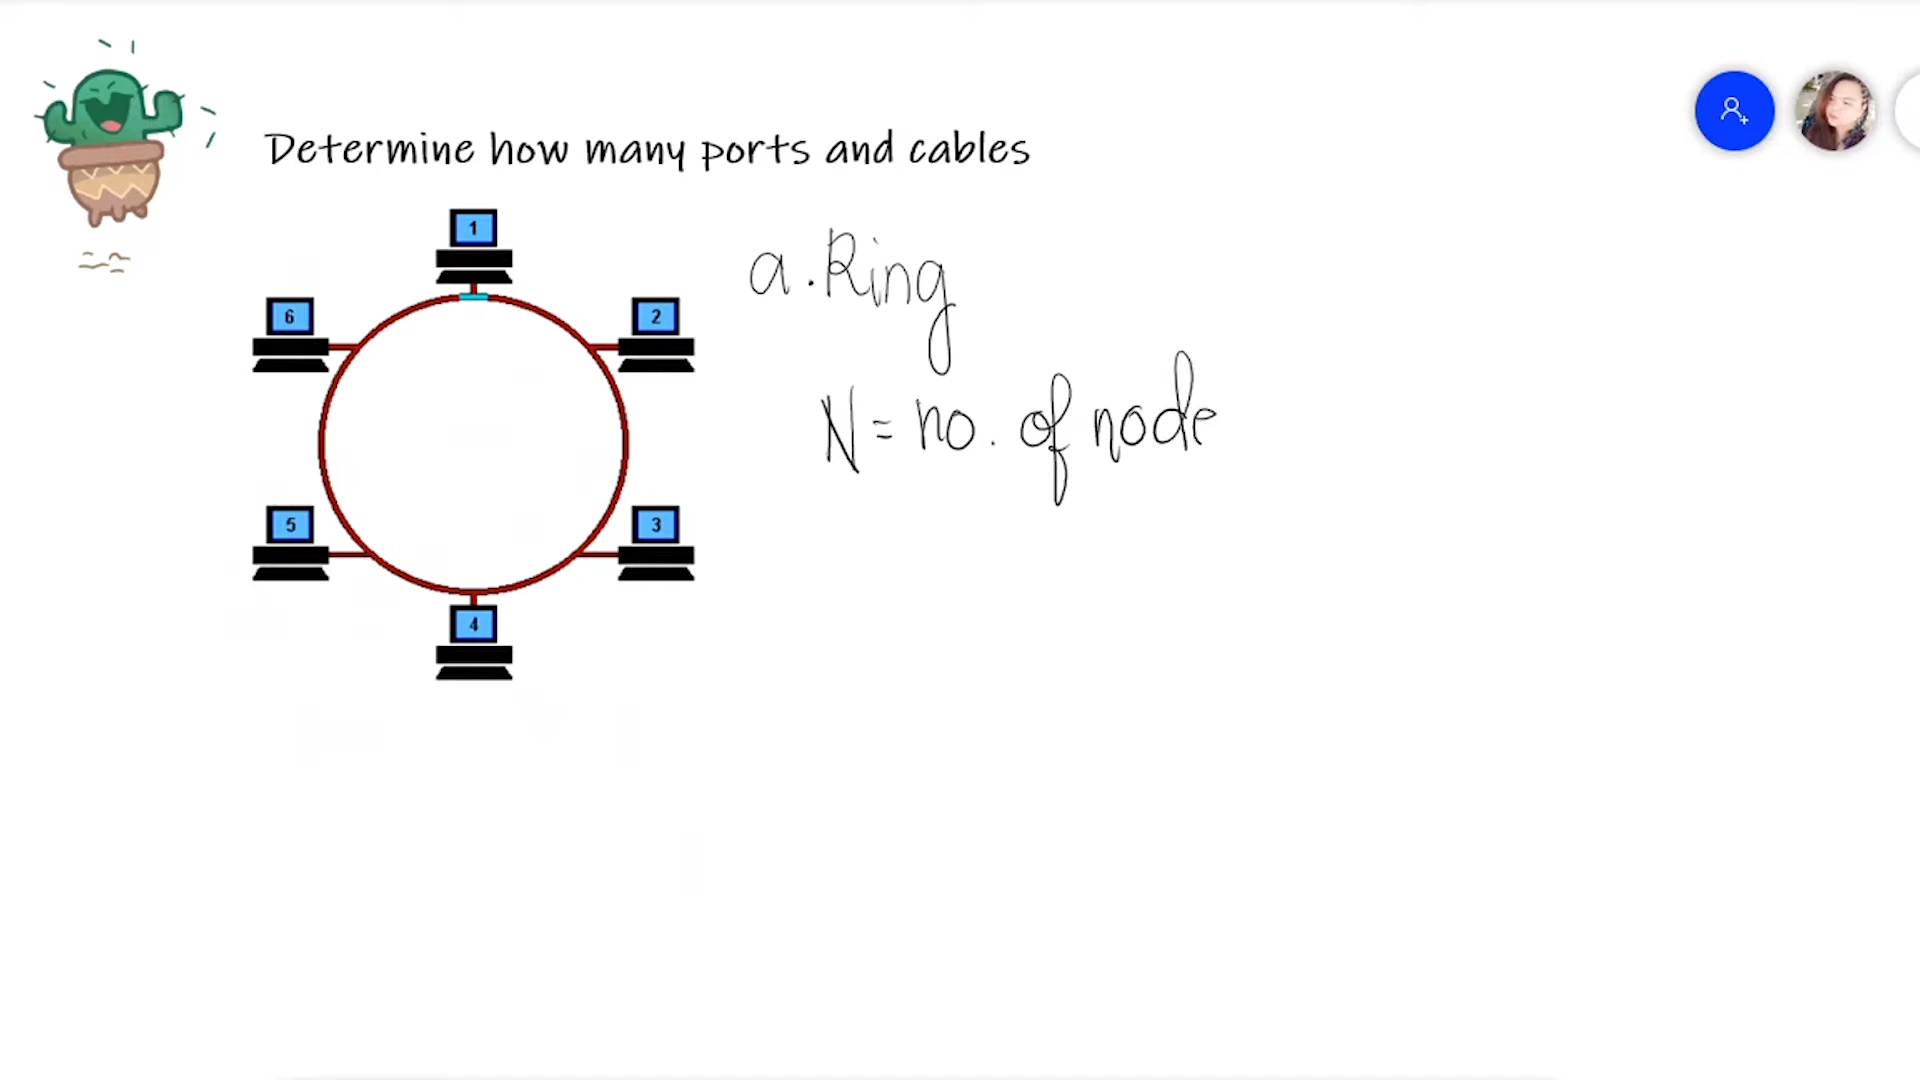 Determine how many ports and cables
1
6
2
5
3
4
a. Ring
N = no. of node